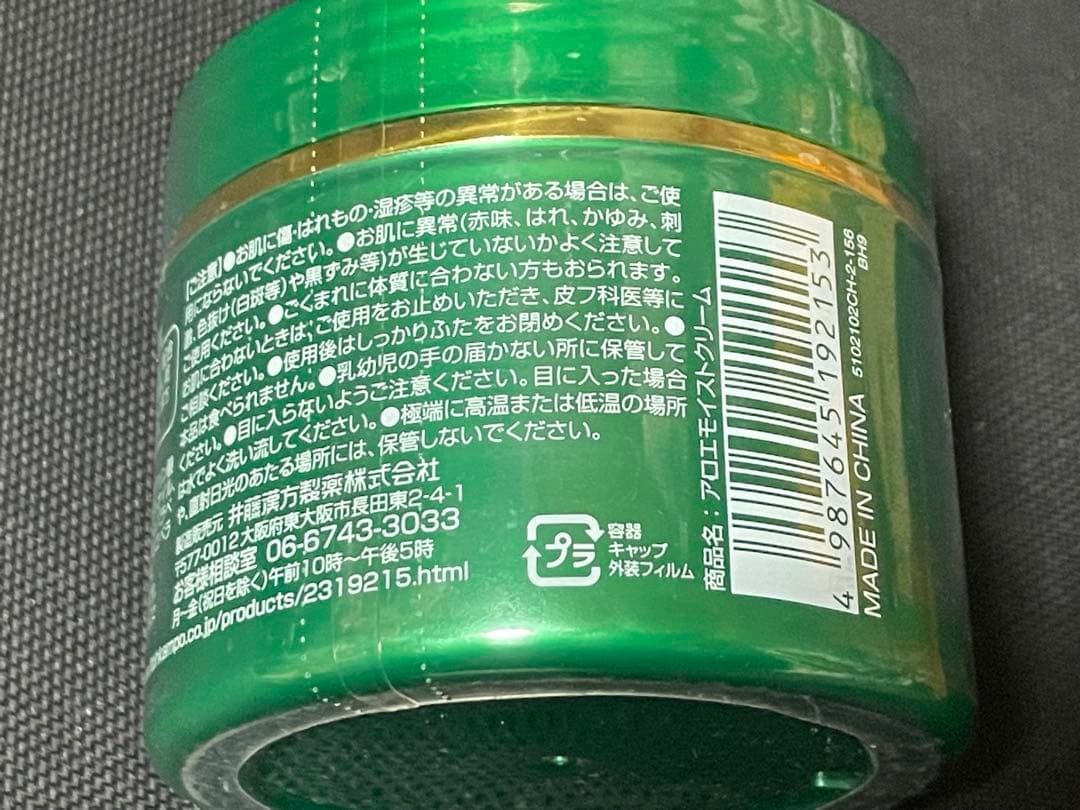 【ご注意】●お肌に傷・はれもの・湿疹等の異常がある場合は、ご使
用にならないでください。●お肌に異常(赤味、はれ、かゆみ、刺
激、色抜け(白斑等)や黒ずみ等)が生じていないかよく注意して
ご使用ください。●ごくまれに体質に合わない方もおられます。
お肌に合わないときは、ご使用をお止めいただき、皮フ科医等に
ご相談ください。●使用後はしっかりふたをお閉めください。●
本品は食べられません。●乳幼児の手の届かない所に保管して
ください。●目に入らないようご注意ください。目に入った場合
は水でよく洗い流してください。●極端に高温または低温の場所
や、直射日光のあたる場所には、保管しないでください。
製造販売元 井藤漢方製薬株式会社
〒577-0012 大阪府東大阪市長田東2-4-1
お客様相談室 06-6743-3033
月〜金(祝日を除く)午前10時〜午後5時
kampo.co.jp/products/2319215.html
プラ
容器
キャップ
外装フィルム
商品名：アロエモイストクリーム
4 987645 192153
MADE IN CHINA
5102102CH-2-156
BH9